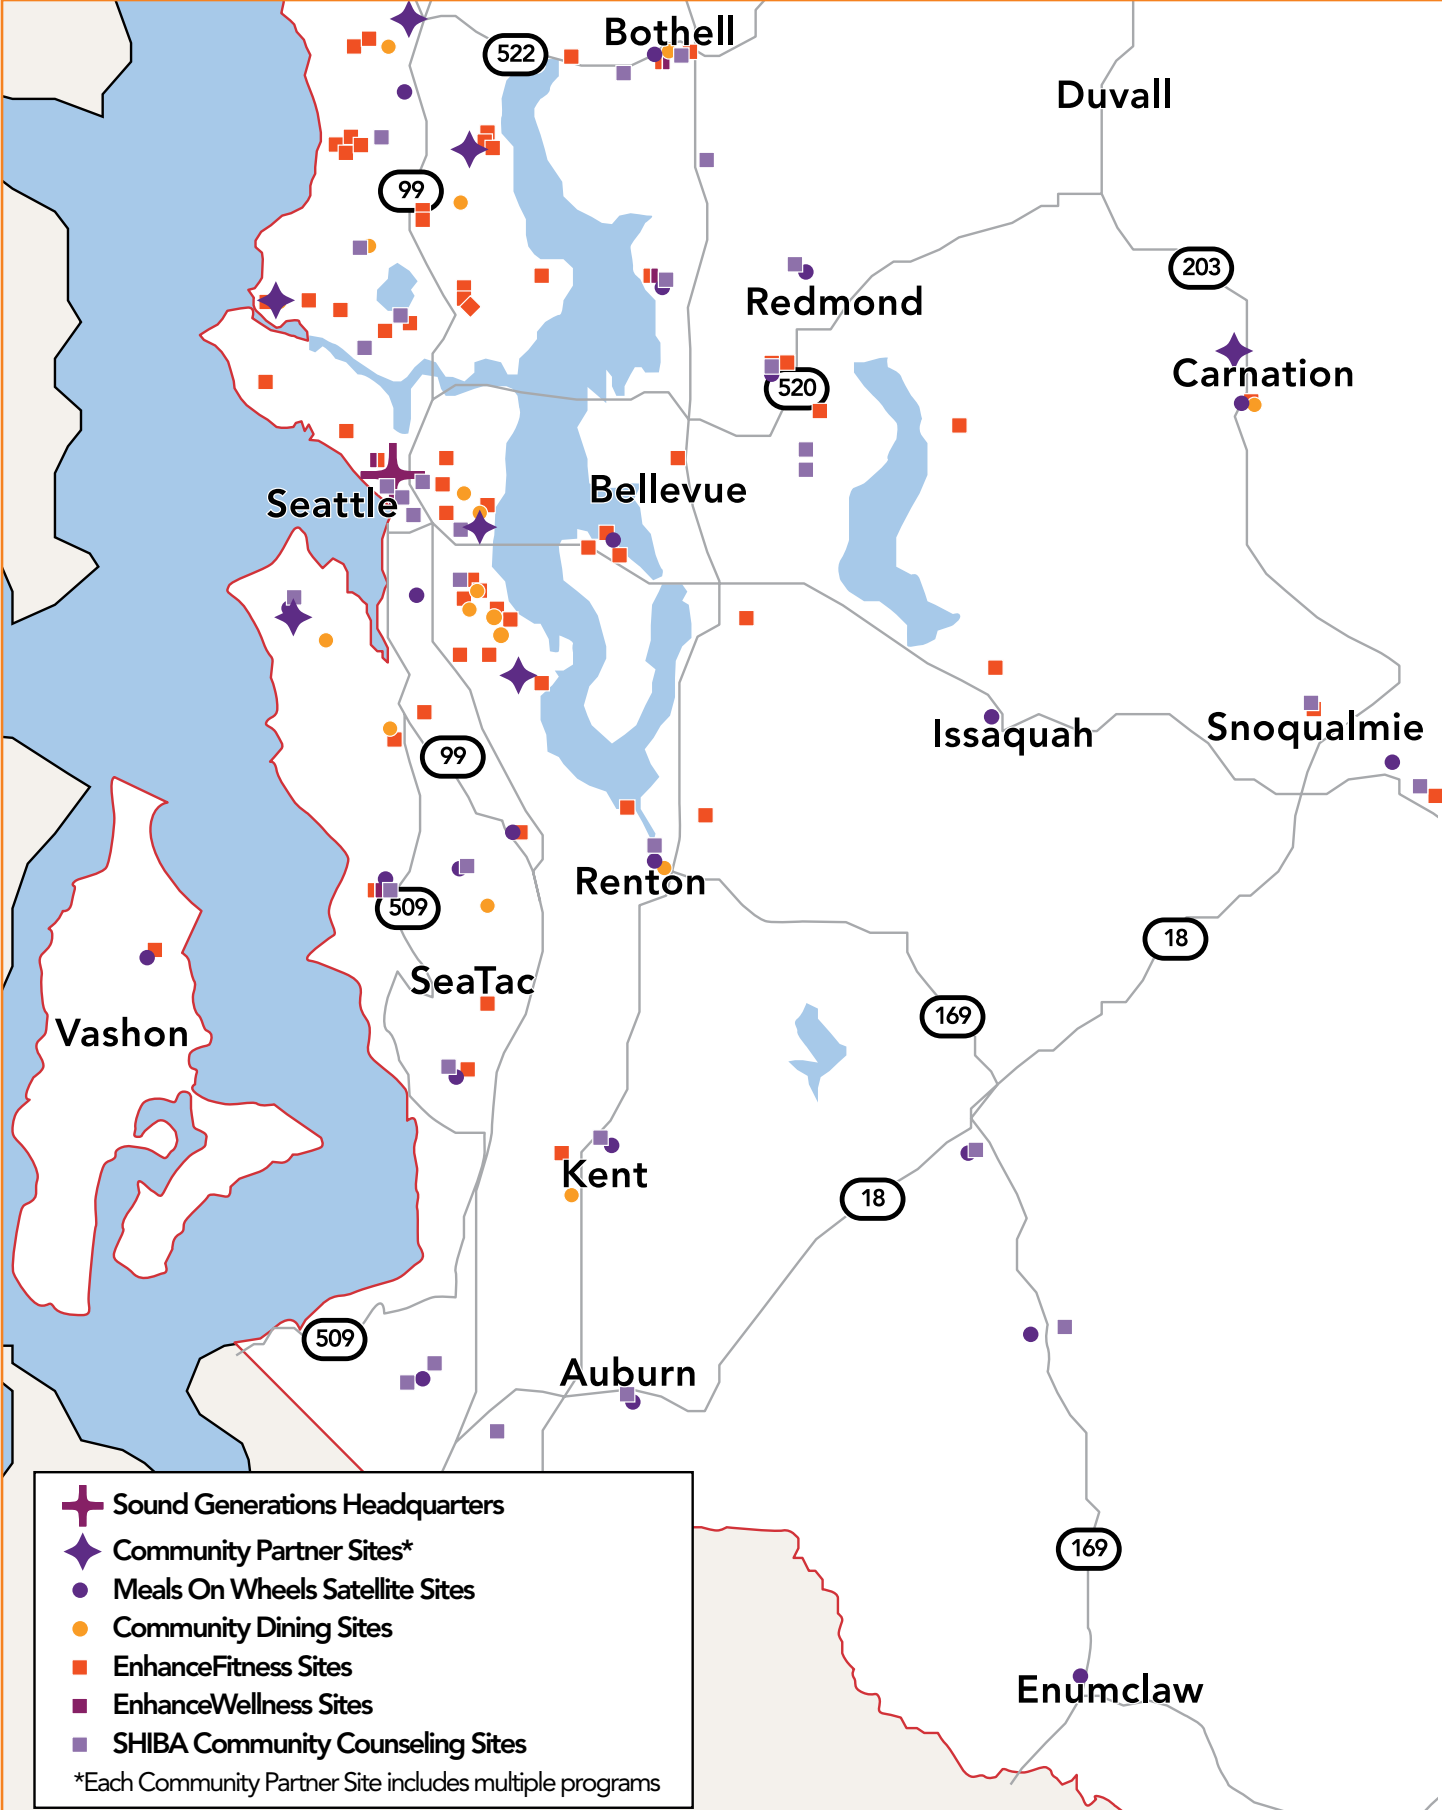 Bothell
522
Duvall
99
203
Redmond
Carnation
520
Bellevue
Seattle
Issaquah
Snoqualmie
99
Renton
509
18
SeaTac
169
Vashon
Kent
18
509
Auburn
Sound Generations Headquarters
Community Partner Sites*
169
Meals On Wheels Satellite Sites
Community Dining Sites
EnhanceFitness Sites
Enumclaw
EnhanceWellness Sites
SHIBA Community Counseling Sites
*Each Community Partner Site includes multiple programs